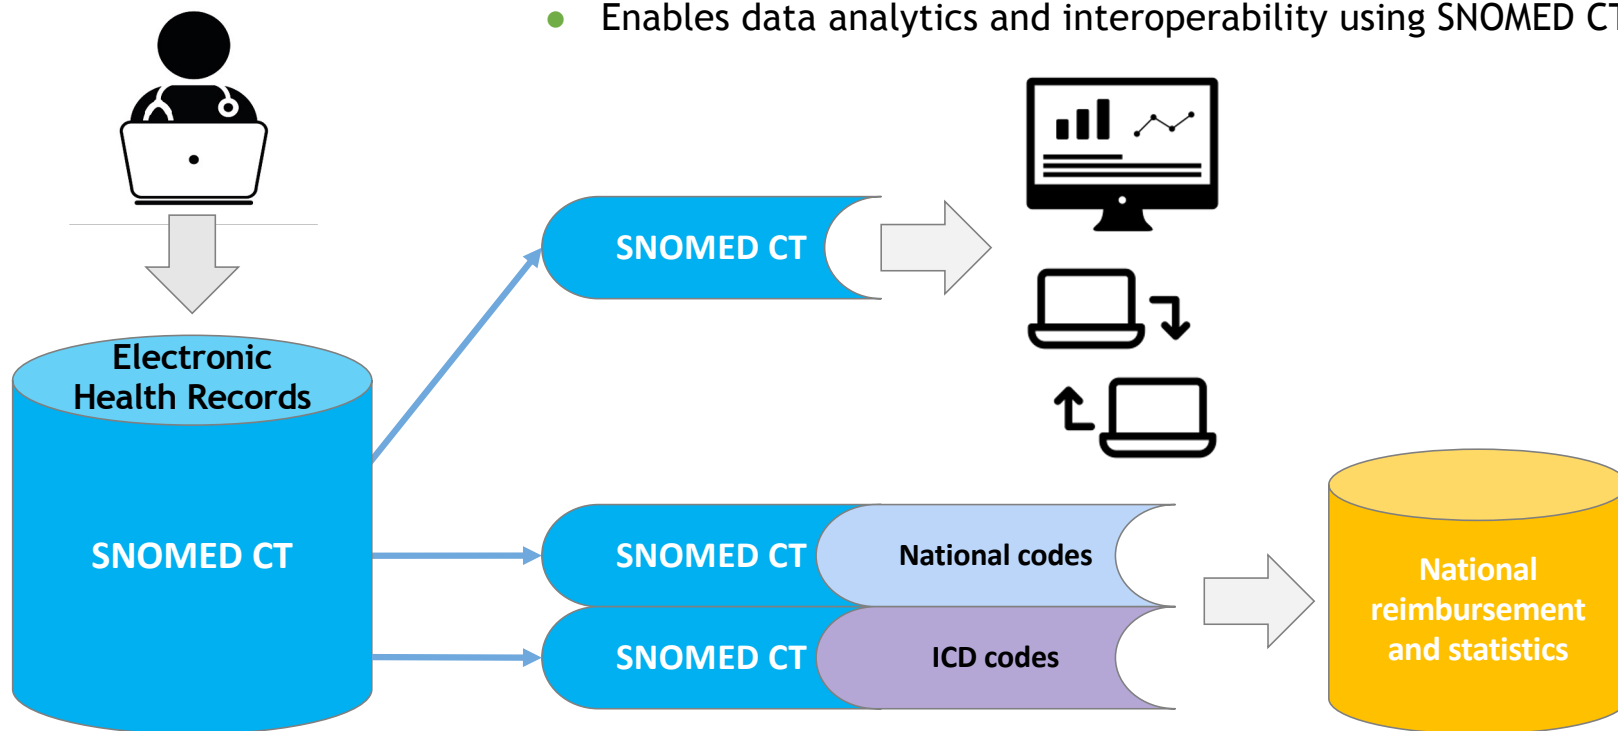 Enables data analytics and interoperability using SNOMED CT
SNOMED CT
Electronic
Health Records
SNOMED CT
SNOMED CT
National codes
SNOMED CT
ICD codes
National
reimbursement
and statistics